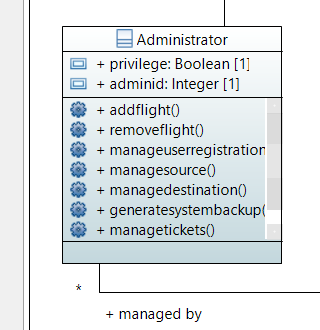 Administrator
+ privilege: Boolean [1]
+ adminid: Integer [1]
+ addflight()
+ removeflight()
+ manageuserregistration
+ managesource()
+ managedestination()
+ generatesystembackup(
+ managetickets()
*
+ managed by